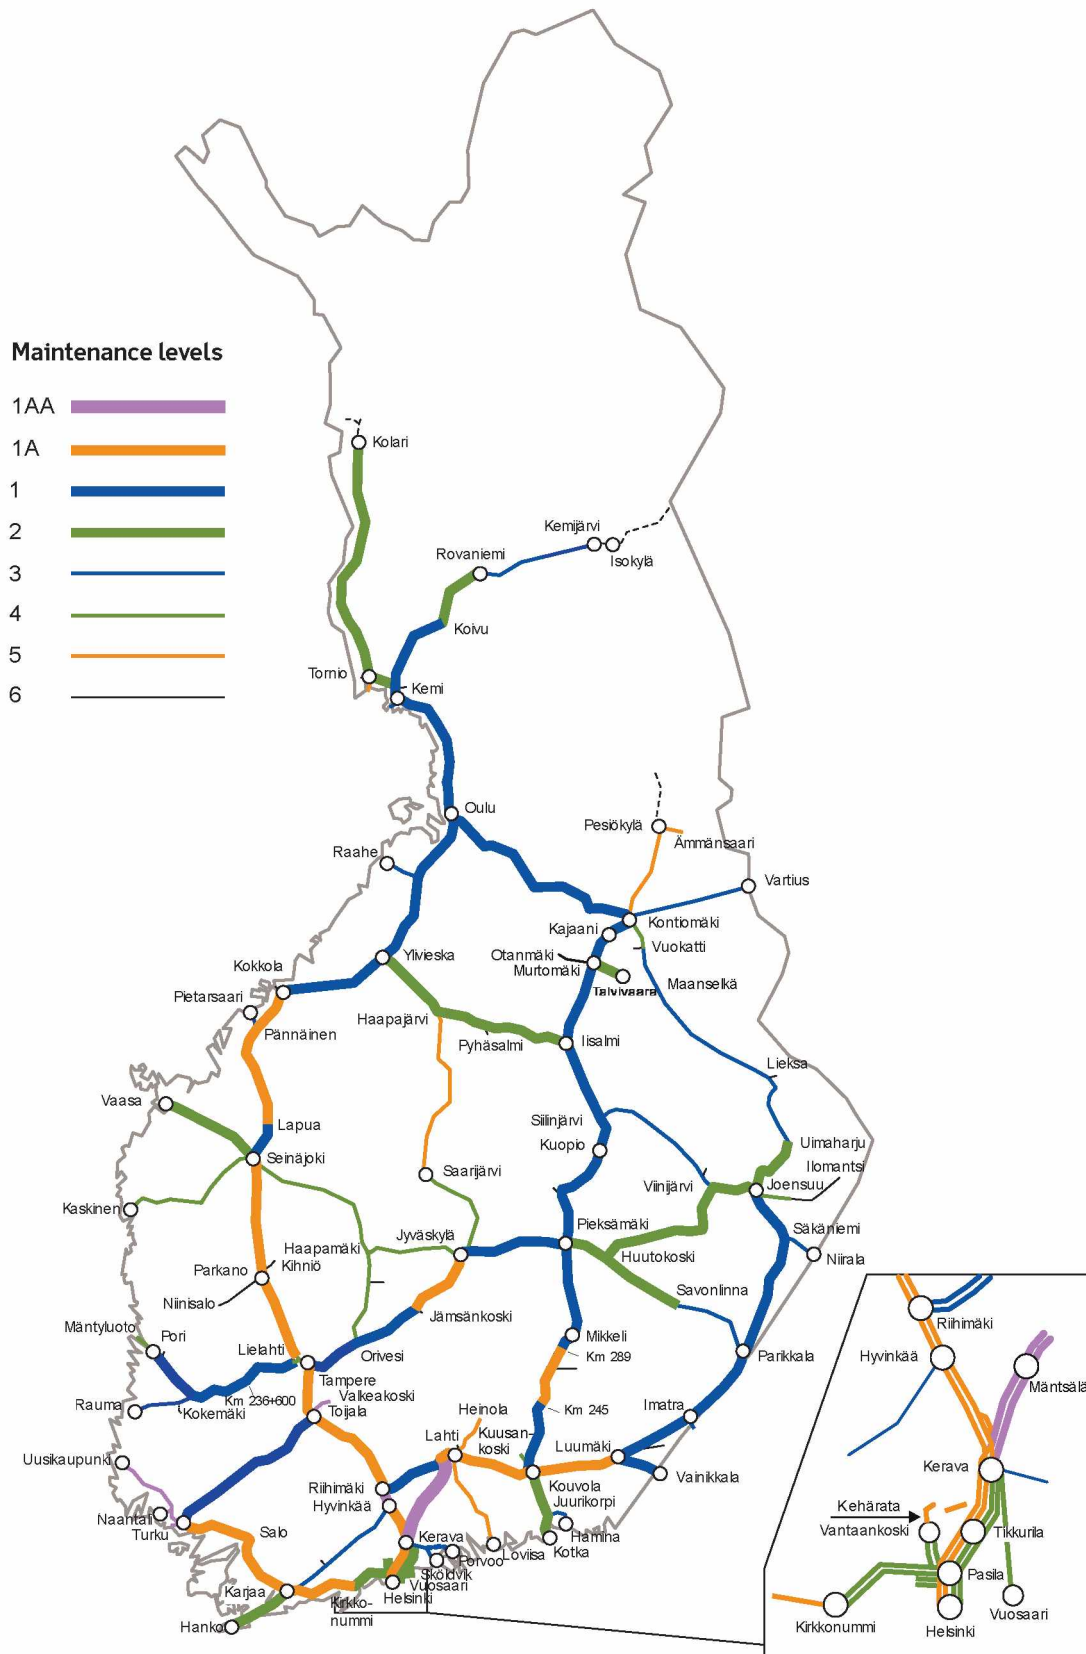 Maintenance levels
1AA
1A
1
2
3
4
5
6
Kolari
Kemijärvi
Isokylä
Rovaniemi
Koivu
Tornio
Kemi
Oulu
Pesiökylä
Ämmänsaari
Raahe
Vartius
Kontiomäki
Kajaani
Vuokatti
Ylivieska
Otanmäki
Murtomäki
Talvivaara
Maanselkä
Kokkola
Pietarsaari
Pännäinen
Haapajärvi
Pyhäsalmi
Iisalmi
Lieksa
Vaasa
Lapua
Siilinjärvi
Kuopio
Uimaharju
Ilomantsi
Seinäjoki
Saarijärvi
Viinijärvi
Joensuu
Kaskinen
Jyväskylä
Pieksämäki
Säkäniemi
Haapamäki
Kihniö
Huutokoski
Niirala
Parkano
Niinisalo
Savonlinna
Jämsänkoski
Mäntyluoto
Pori
Lielahti
Orivesi
Mikkeli
Km 289
Parikkala
Tampere
Km 236+600
Valkeakoski
Rauma
Kokemäki
Toijala
Heinola
Km 245
Imatra
Kuusan-
koski
Lahti
Luumäki
Uusikaupunki
Vainikkala
Riihimäki
Hyvinkää
Kouvola
Juurikorpi
Naantali
Turku
Salo
Kerava
Porvoo
Sköldvik
Loviisa
Hamina
Kotka
Vuosaari
Helsinki
Karjaa
Kirkko-
nummi
Hanko
Riihimäki
Hyvinkää
Mäntsälä
Kerava
Kehärata
Vantaankoski
Tikkurila
Pasila
Kirkkonummi
Helsinki
Vuosaari